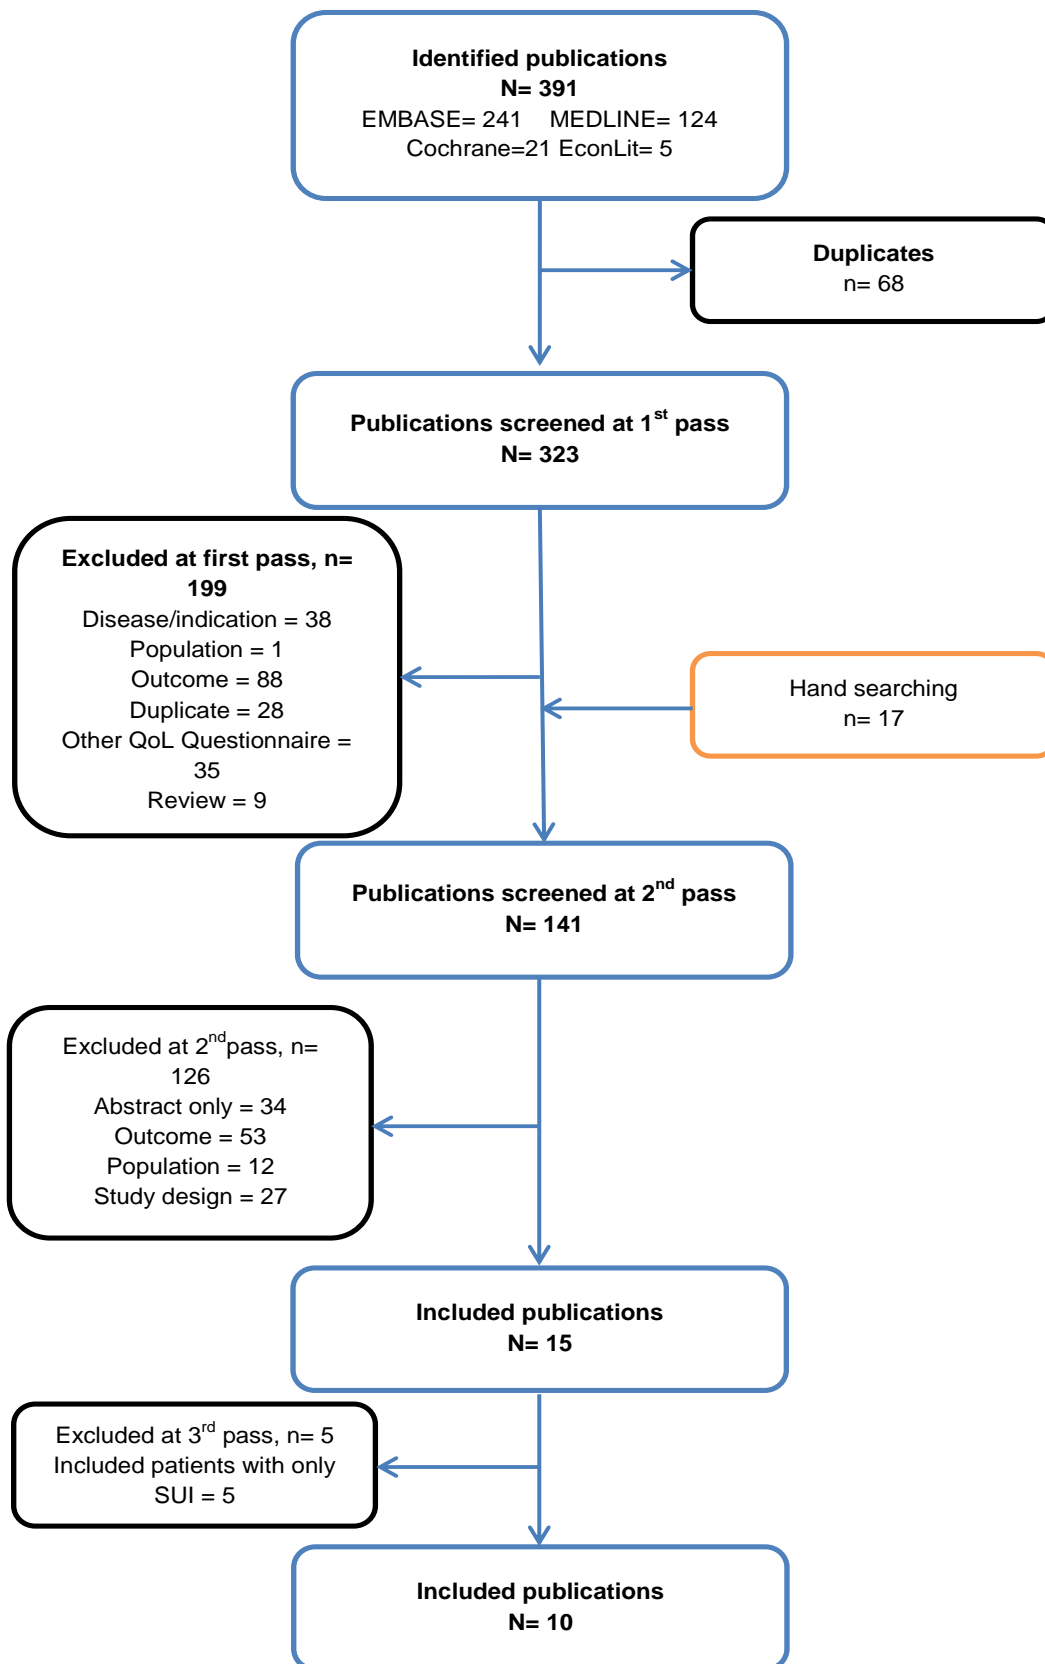 Identified publications
N= 391
EMBASE= 241 MEDLINE= 124
Cochrane=21 EconLit= 5
Duplicates
n= 68
Publications screened at 1st pass
N= 323
Excluded at first pass, n=
199
Disease/indication = 38
Population = 1
Outcome = 88
Duplicate = 28
Other QoL Questionnaire =
35
Review = 9
Hand searching
n= 17
Publications screened at 2nd pass
N= 141
Excluded at 2nd pass, n=
126
Abstract only = 34
Outcome = 53
Population = 12
Study design = 27
Included publications
N= 15
Excluded at 3rd pass, n= 5
Included patients with only
SUI = 5
Included publications
N= 10